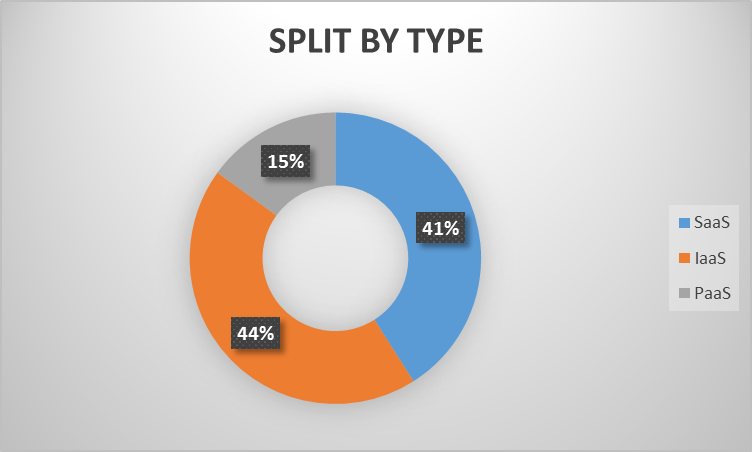 SPLIT BY TYPE
15%
41%
44%
SaaS
IaaS
PaaS